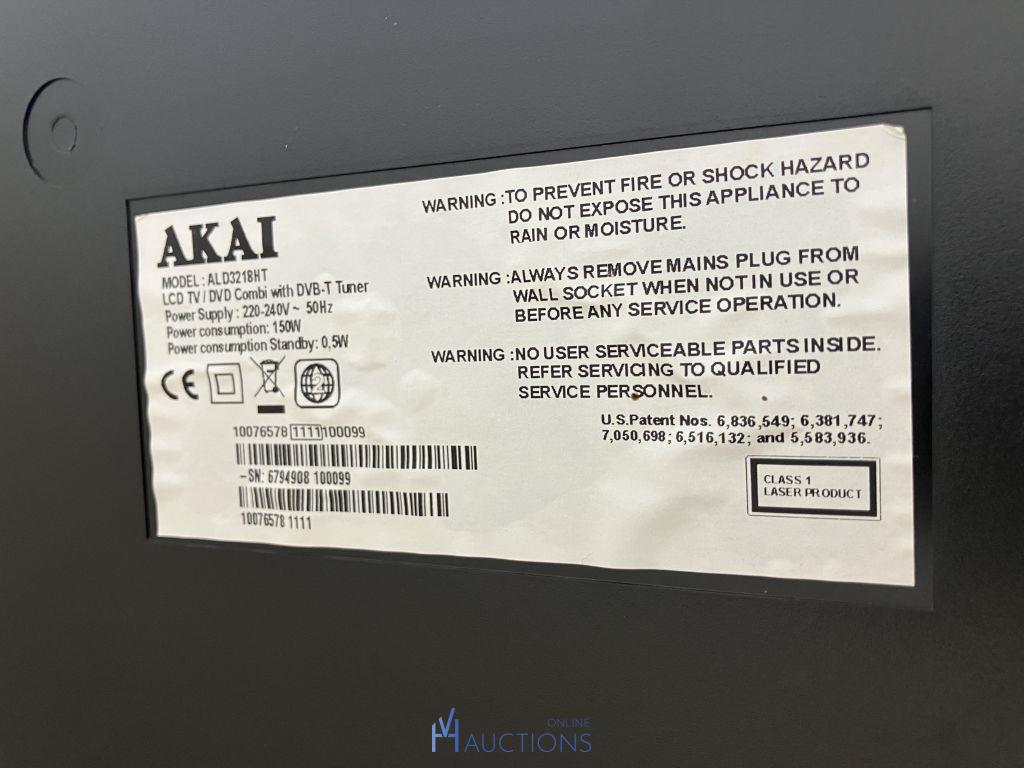 AKAI
MODEL : ALD3218HT
LCD TV / DVD Combi with DVB-T Tuner
Power Supply : 220-240V ~ 50Hz
Power consumption: 150W
Power consumption Standby: 0,5W
CE
2
10076578 1111 100099
-SN: 6794908 100099
10076578 1111
WARNING :TO PREVENT FIRE OR SHOCK HAZARD
DO NOT EXPOSE THIS APPLIANCE TO
RAIN OR MOISTURE.
WARNING :ALWAYS REMOVE MAINS PLUG FROM
WALL SOCKET WHEN NOT IN USE OR
BEFORE ANY SERVICE OPERATION.
WARNING :NO USER SERVICEABLE PARTS INSIDE.
REFER SERVICING TO QUALIFIED
SERVICE PERSONNEL.
U.S.Patent Nos. 6,836,549; 6,381,747;
7,050,698; 6,516,132; and 5,583,936.
CLASS 1
LASER PRODUCT
HV ONLINE
AUCTIONS